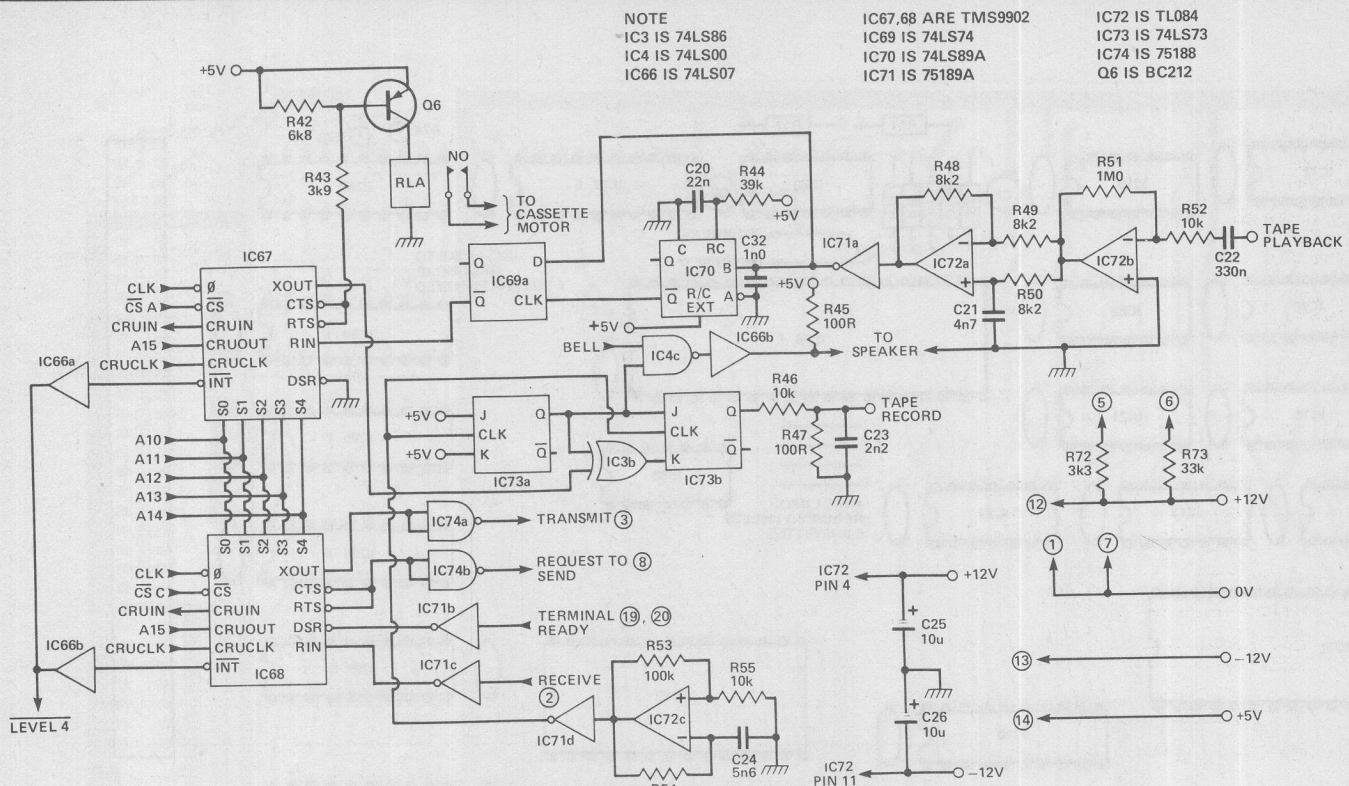 NOTE
IC3 IS 74LS86
IC4 IS 74LS00
IC66 IS 74LS07
IC67,68 ARE TMS9902
IC69 IS 74LS74
IC70 IS 74LS89A
IC71 IS 75189A
IC72 IS TL084
IC73 IS 74LS73
IC74 IS 75188
Q6 IS BC212
+5V
R42
6k8
Q6
R43
3k9
RLA
NO
TO
CASSETTE
MOTOR
C20
22n
R44
39k
+5V
C RC
Q
IC70
B
Q
R/C
EXT
A
+5V
C32
1n0
IC71a
R48
8k2
IC72a
−
+
R49
8k2
R50
8k2
C21
4n7
R51
1M0
IC72b
−
+
R52
10k
C22
330n
TAPE
PLAYBACK
Q
D
IC69a
Q̅
CLK
+5V
R45
100R
TO
SPEAKER
BELL
IC4c
IC66b
IC67
CLK
C̅S̅ A
CRUIN
A15
CRUCLK
Ø
C̅S̅
CRUIN
CRUOUT
CRUCLK
I̅N̅T̅
XOUT
CTS
RTS
RIN
DSR
S0 S1 S2 S3 S4
IC66a
A10
A11
A12
A13
A14
+5V
+5V
J
CLK
K
Q
Q̅
IC73a
IC3b
J
CLK
K
Q
Q̅
IC73b
R46
10k
R47
100R
C23
2n2
TAPE
RECORD
S0 S1 S2 S3 S4
CLK
C̅S̅ C
CRUIN
A15
CRUCLK
Ø
C̅S̅
CRUIN
CRUOUT
CRUCLK
I̅N̅T̅
XOUT
CTS
RTS
DSR
RIN
IC68
IC66b
L̅E̅V̅E̅L̅ 4̅
IC74a
TRANSMIT ③
IC74b
REQUEST TO ⑧
SEND
IC71b
TERMINAL ⑲, ⑳
READY
IC71c
RECEIVE
②
IC71d
R53
100k
R55
10k
IC72c
+
−
C24
5n6
IC72
PIN 4
+12V
+
C25
10u
+
C26
10u
IC72
PIN 11
−12V
⑤ ⑥
R72
3k3
R73
33k
⑫
+12V
① ⑦
0V
⑬
−12V
⑭
+5V